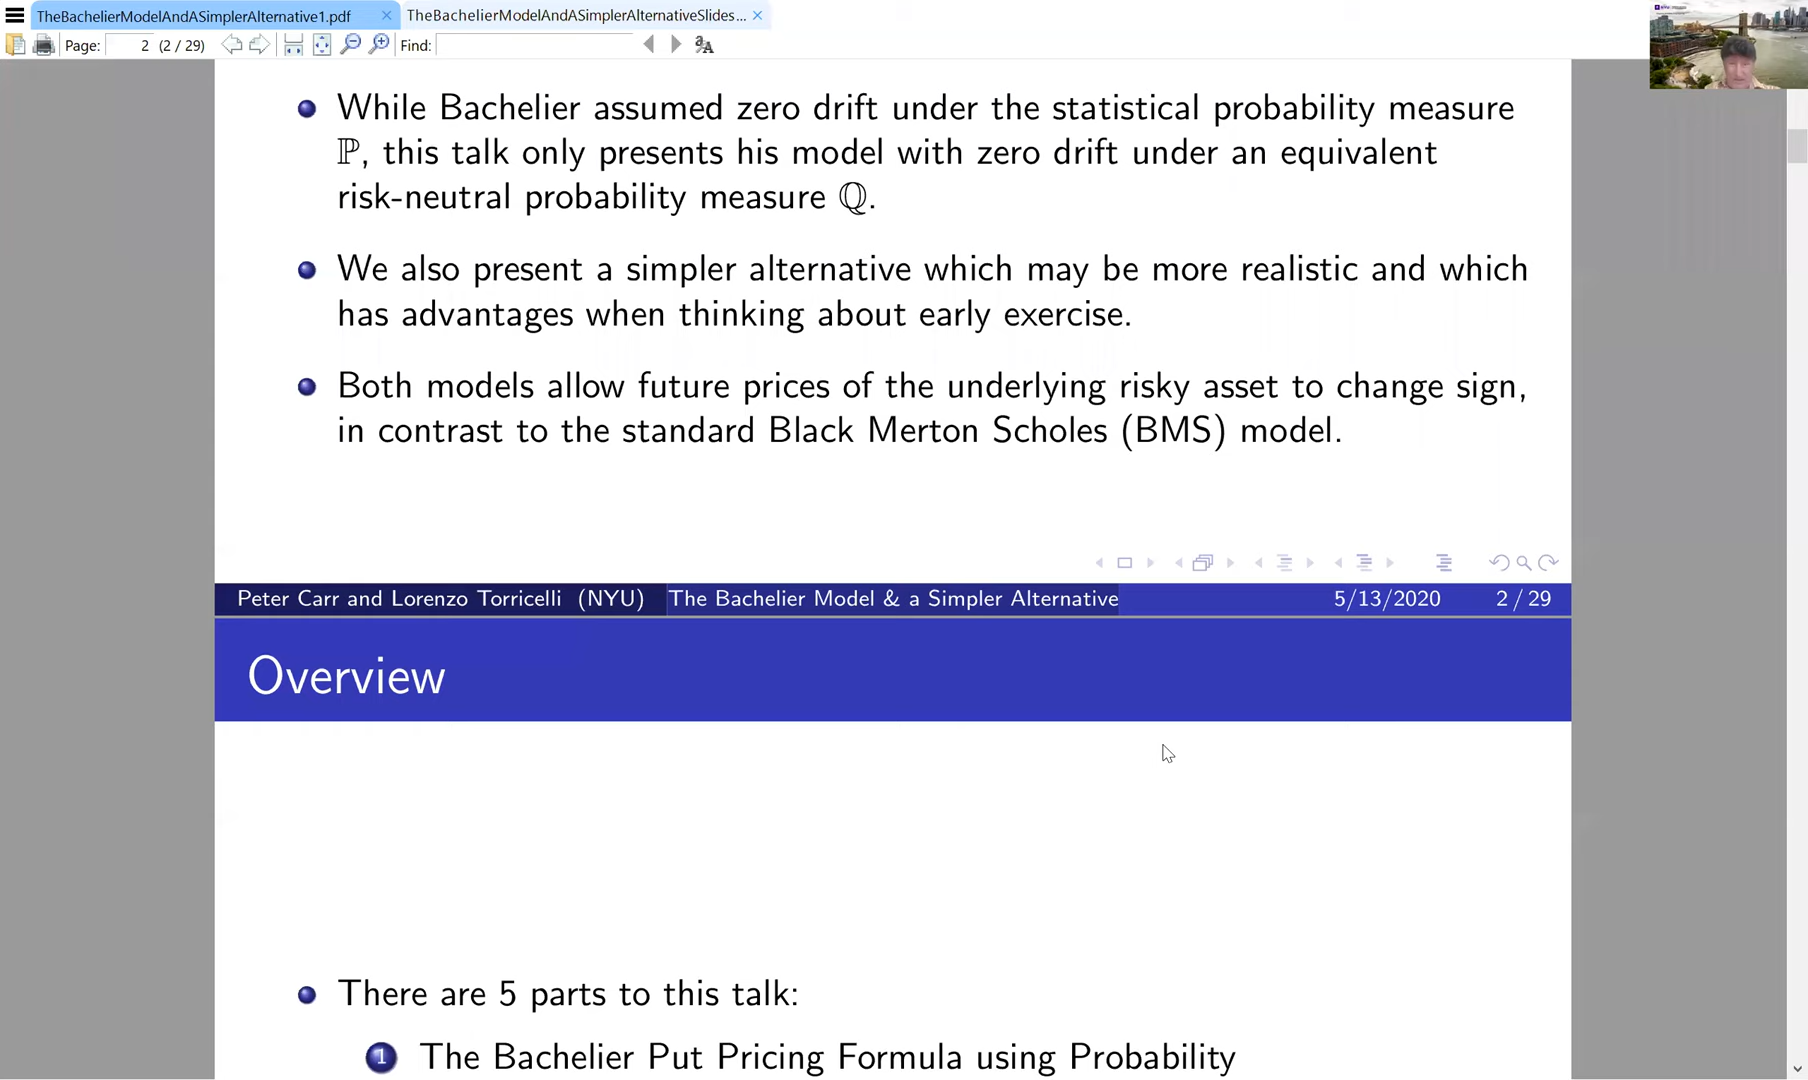 TheBachelierModelAndASimplerAlternative1.pdf
TheBachelierModelAndASimplerAlternativeSlides...
Page: 2 (2 / 29) Find:
While Bachelier assumed zero drift under the statistical probability measure
ℙ, this talk only presents his model with zero drift under an equivalent
risk-neutral probability measure ℚ.
We also present a simpler alternative which may be more realistic and which
has advantages when thinking about early exercise.
Both models allow future prices of the underlying risky asset to change sign,
in contrast to the standard Black Merton Scholes (BMS) model.
Peter Carr and Lorenzo Torricelli (NYU) The Bachelier Model & a Simpler Alternative 5/13/2020 2 / 29
Overview
There are 5 parts to this talk:
1 The Bachelier Put Pricing Formula using Probability